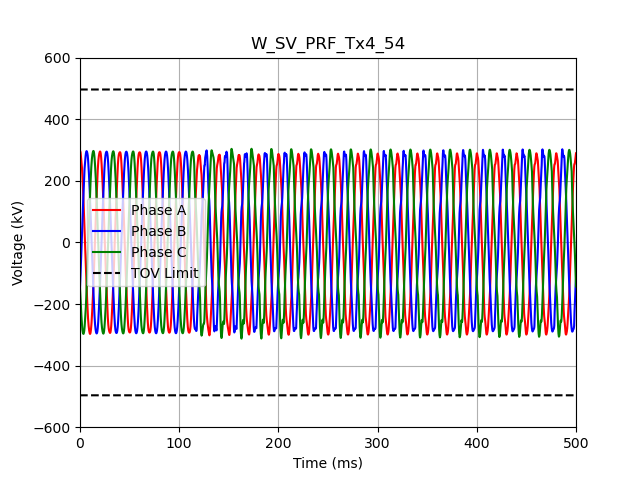 W_SV_PRF_Tx4_54
600
400
200
0
−200
−400
−600
Voltage (kV)
Phase A
Phase B
Phase C
TOV Limit
0 100 200 300 400 500
Time (ms)